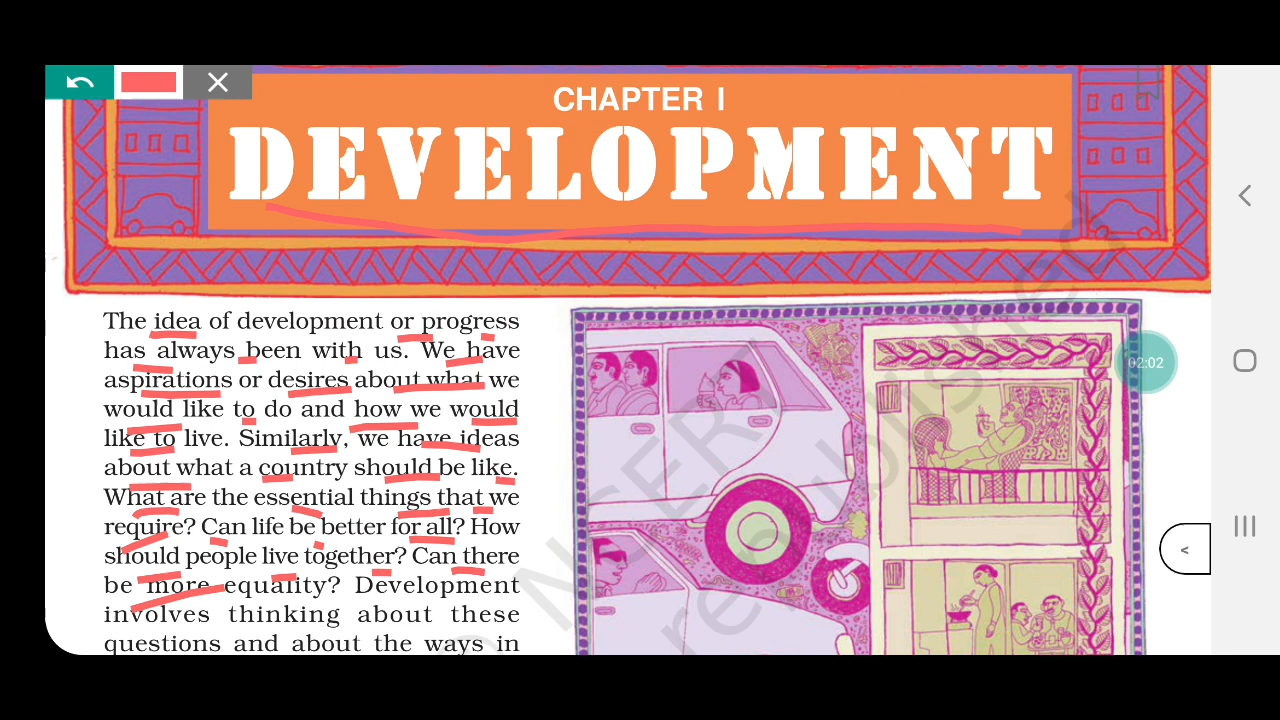 CHAPTER I
DEVELOPMENT
The idea of development or progress
has always been with us. We have
aspirations or desires about what we
would like to do and how we would
like to live. Similarly, we have ideas
about what a country should be like.
What are the essential things that we
require? Can life be better for all? How
should people live together? Can there
be more equality? Development
involves thinking about these
questions and about the ways in
02:02
NCERT
republished